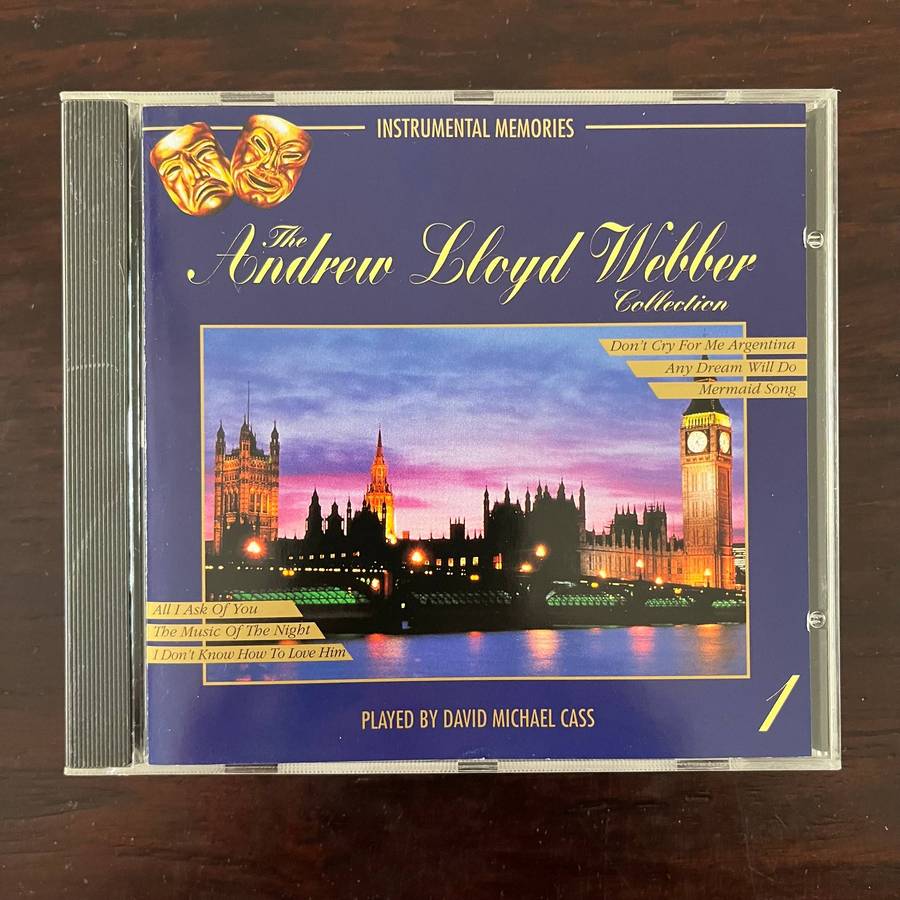 INSTRUMENTAL MEMORIES
The
Andrew Lloyd Webber
Collection
Don't Cry For Me Argentina
Any Dream Will Do
Mermaid Song
All I Ask Of You
The Music Of The Night
I Don't Know How To Love Him
1
PLAYED BY DAVID MICHAEL CASS